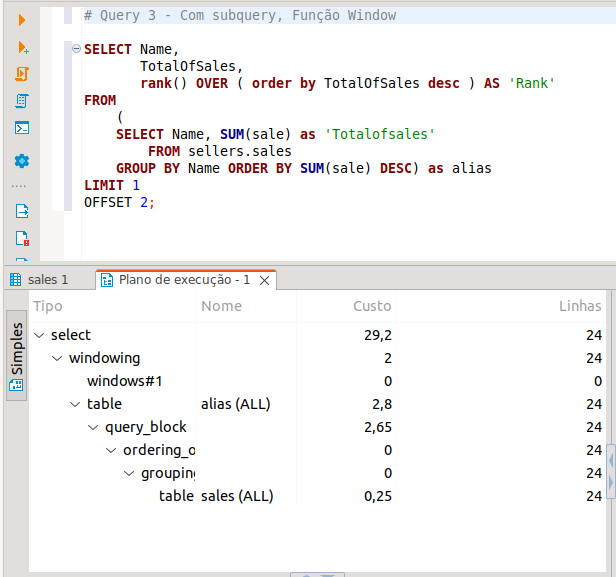 # Query 3 - Com subquery, Função Window
SELECT Name,
TotalOfSales,
rank() OVER ( order by TotalOfSales desc ) AS 'Rank'
FROM
(
SELECT Name, SUM(sale) as 'Totalofsales'
FROM sellers.sales
GROUP BY Name ORDER BY SUM(sale) DESC) as alias
LIMIT 1
OFFSET 2;
sales 1 Plano de execução - 1
Simples
Tipo Nome Custo Linhas
select 29,2 24
windowing 2 24
windows#1 0 0
table alias (ALL) 2,8 24
query_block 2,65 24
ordering_o 0 24
grouping 0 24
table sales (ALL) 0,25 24